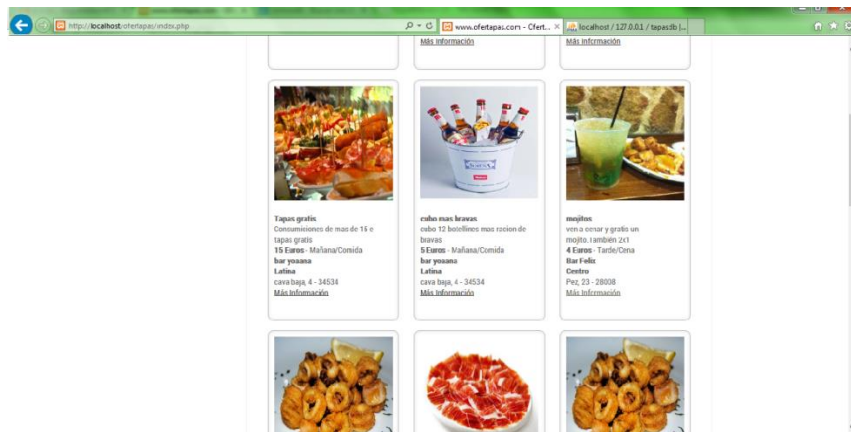 http://localhost/ofertapas/index.php
www.ofertapas.com - Ofert...
localhost / 127.0.0.1 / tapasdb |...
Más Información
Más Información
Tapas gratis
Consumiciones de mas de 15 e
tapas gratis
15 Euros - Mañana/Comida
bar yoaana
Latina
cava baja, 4 - 34534
Más Información
cubo mas bravas
cubo 12 botellines mas racion de
bravas
5 Euros - Mañana/Comida
bar yoaana
Latina
cava baja, 4 - 34534
Más Información
mojitos
ven a cenar y gratis un
mojito. También 2x1
4 Euros - Tarde/Cena
Bar Felix
Centro
Pez, 23 - 28008
Más Información